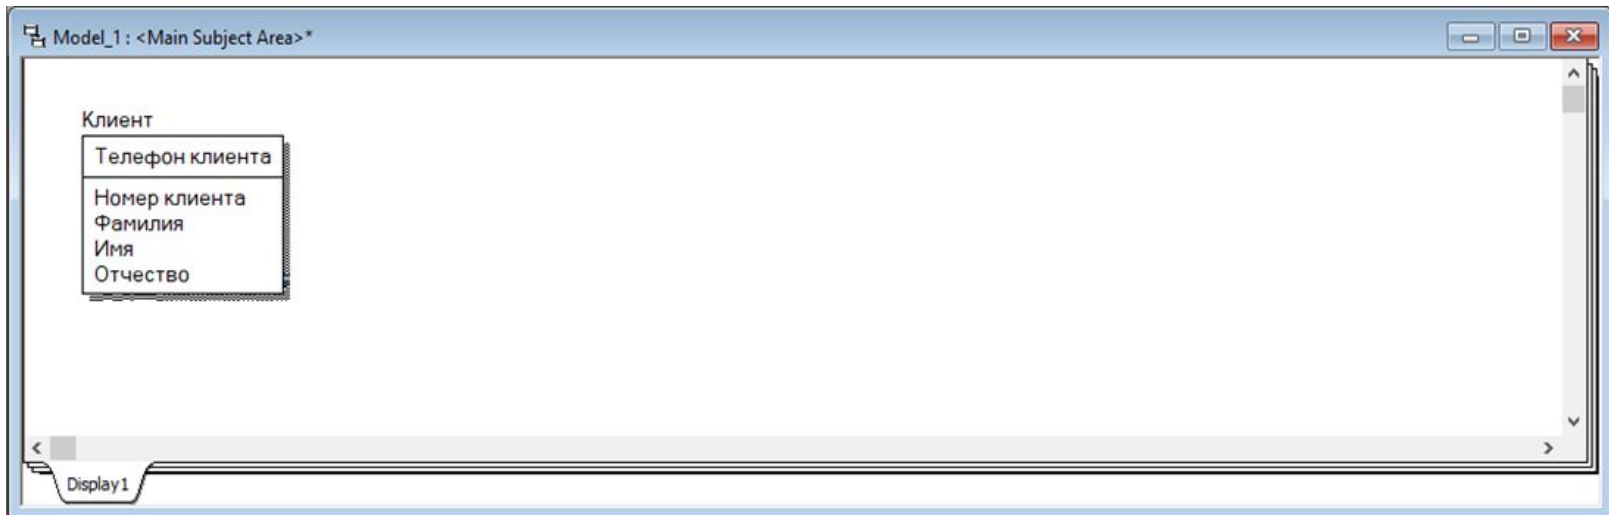 Model_1 : <Main Subject Area>*
Клиент
Телефон клиента
Номер клиента
Фамилия
Имя
Отчество
Display1